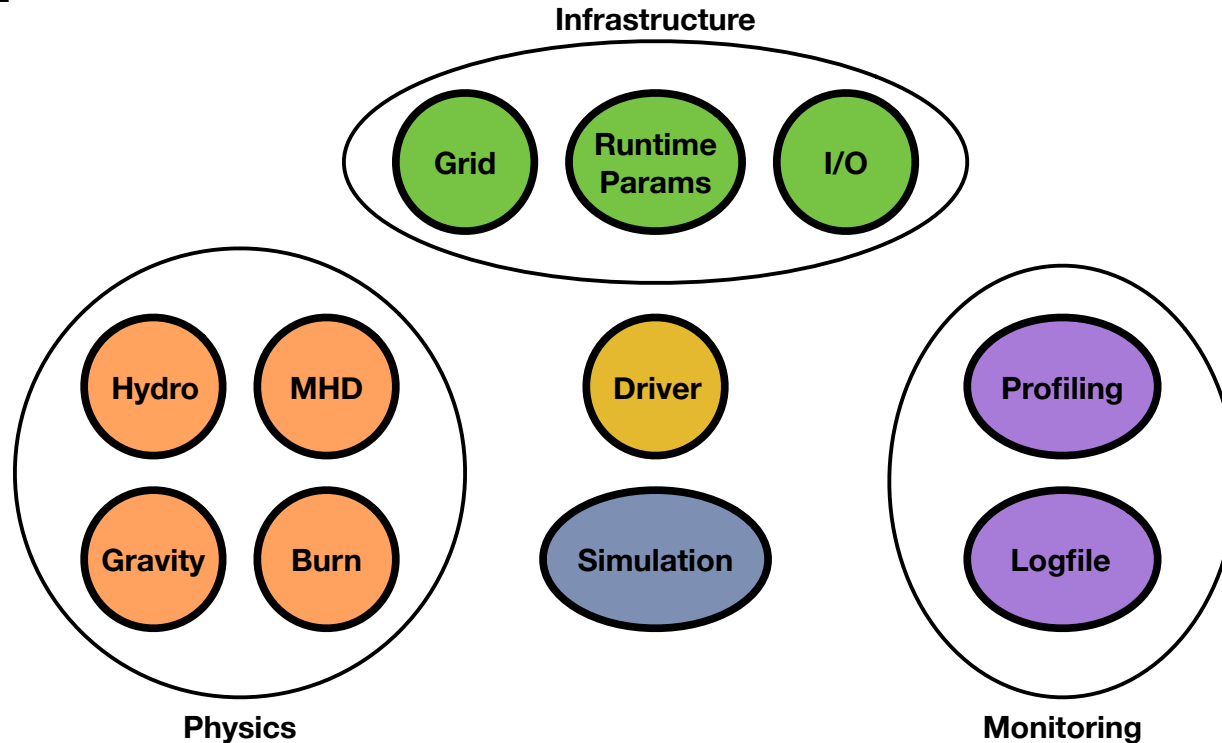 Infrastructure
Grid
Runtime
Params
I/O
Hydro
MHD
Driver
Profiling
Gravity
Burn
Simulation
Logfile
Physics
Monitoring